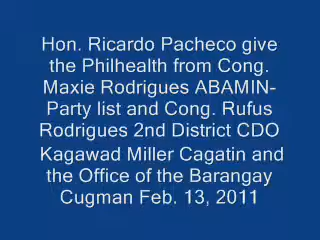 Hon. Ricardo Pacheco give
the Philhealth from Cong.
Maxie Rodrigues ABAMIN-
Party list and Cong. Rufus
Rodrigues 2nd District CDO
Kagawad Miller Cagatin and
the Office of the Barangay
Cugman Feb. 13, 2011